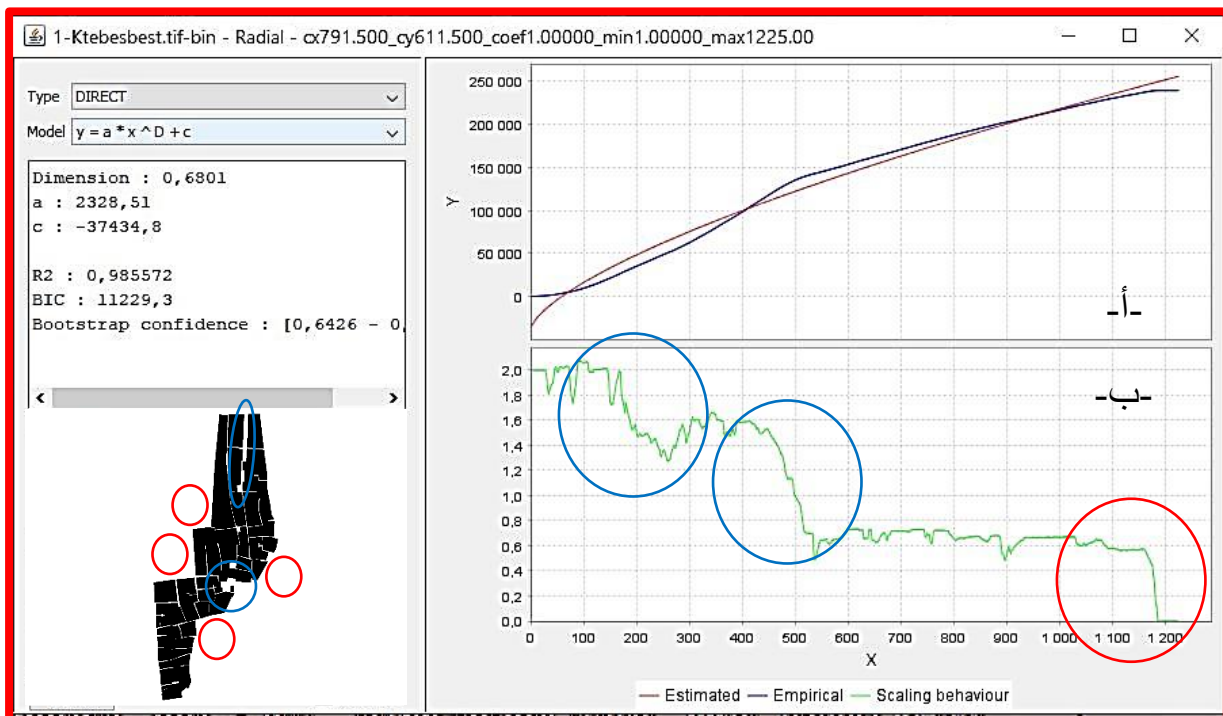 1-Ktebesbest.tif-bin - Radial - cx791.500_cy611.500_coef1.00000_min1.00000_max1225.00
Type DIRECT
Model y = a * x ^ D + c
Dimension : 0,6801
a : 2328,51
c : -37434,8
R2 : 0,985572
BIC : 11229,3
Bootstrap confidence : [0,6426 - 0,
Y
250 000
200 000
150 000
100 000
50 000
0
-أ-
2,0
1,8
1,6
1,4
1,2
1,0
0,8
0,6
0,4
0,2
0,0
-ب-
0 100 200 300 400 500 600 700 800 900 1 000 1 100 1 200
X
Estimated Empirical Scaling behaviour